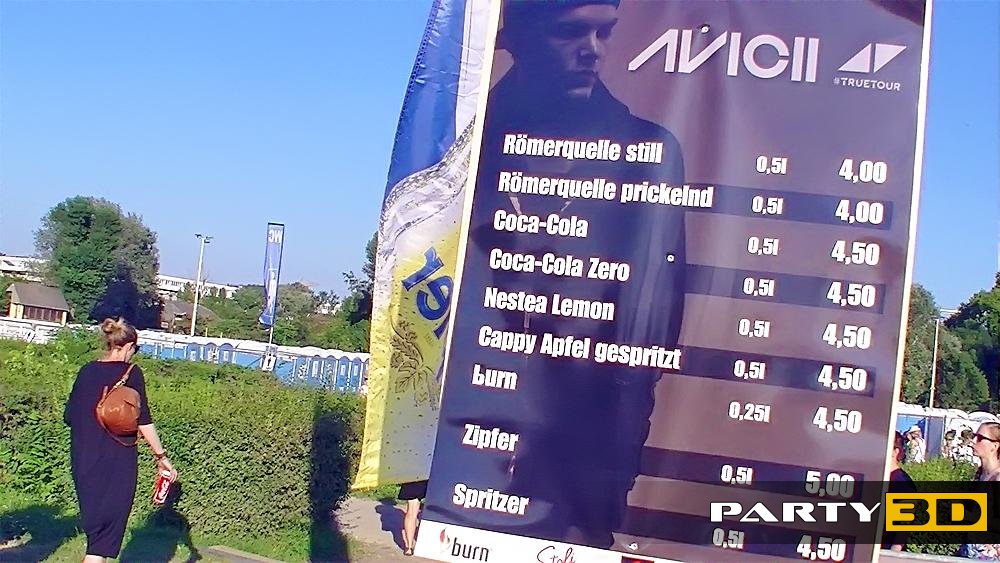 AVICII
#TRUETOUR
Römerquelle still 0,5l 4,00
Römerquelle prickelnd 0,5l 4,00
Coca-Cola 0,5l 4,50
Coca-Cola Zero 0,5l 4,50
Nestea Lemon 0,5l 4,50
Cappy Apfel gespritzt 0,5l 4,50
burn 0,25l 4,50
Zipfer 0,5l 5,00
Spritzer 0,5l 4,50
burn
WC
PARTY3D